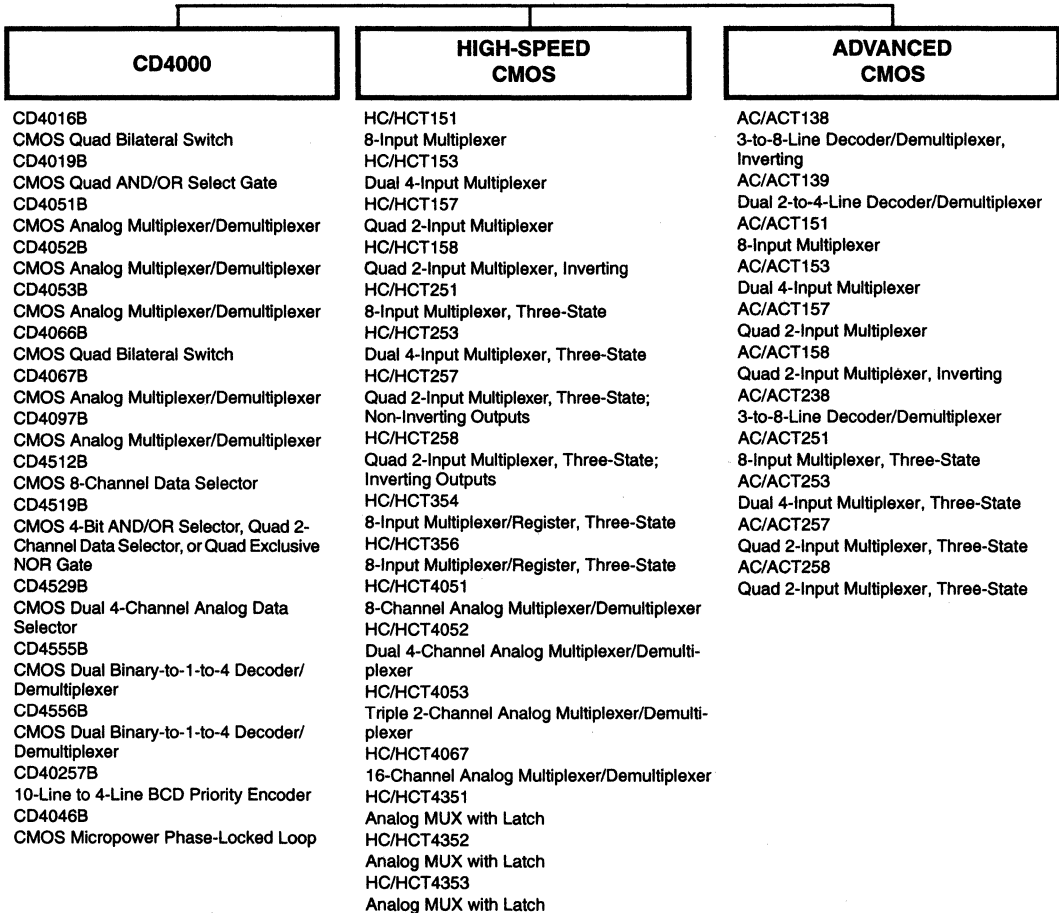 CD4000
CD4016B
CMOS Quad Bilateral Switch
CD4019B
CMOS Quad AND/OR Select Gate
CD4051B
CMOS Analog Multiplexer/Demultiplexer
CD4052B
CMOS Analog Multiplexer/Demultiplexer
CD4053B
CMOS Analog Multiplexer/Demultiplexer
CD4066B
CMOS Quad Bilateral Switch
CD4067B
CMOS Analog Multiplexer/Demultiplexer
CD4097B
CMOS Analog Multiplexer/Demultiplexer
CD4512B
CMOS 8-Channel Data Selector
CD4519B
CMOS 4-Bit AND/OR Selector, Quad 2-
Channel Data Selector, or Quad Exclusive
NOR Gate
CD4529B
CMOS Dual 4-Channel Analog Data
Selector
CD4555B
CMOS Dual Binary-to-1-to-4 Decoder/
Demultiplexer
CD4556B
CMOS Dual Binary-to-1-to-4 Decoder/
Demultiplexer
CD40257B
10-Line to 4-Line BCD Priority Encoder
CD4046B
CMOS Micropower Phase-Locked Loop
HIGH-SPEED
CMOS
HC/HCT151
8-Input Multiplexer
HC/HCT153
Dual 4-Input Multiplexer
HC/HCT157
Quad 2-Input Multiplexer
HC/HCT158
Quad 2-Input Multiplexer, Inverting
HC/HCT251
8-Input Multiplexer, Three-State
HC/HCT253
Dual 4-Input Multiplexer, Three-State
HC/HCT257
Quad 2-Input Multiplexer, Three-State;
Non-Inverting Outputs
HC/HCT258
Quad 2-Input Multiplexer, Three-State;
Inverting Outputs
HC/HCT354
8-Input Multiplexer/Register, Three-State
HC/HCT356
8-Input Multiplexer/Register, Three-State
HC/HCT4051
8-Channel Analog Multiplexer/Demultiplexer
HC/HCT4052
Dual 4-Channel Analog Multiplexer/Demulti-
plexer
HC/HCT4053
Triple 2-Channel Analog Multiplexer/Demulti-
plexer
HC/HCT4067
16-Channel Analog Multiplexer/Demultiplexer
HC/HCT4351
Analog MUX with Latch
HC/HCT4352
Analog MUX with Latch
HC/HCT4353
Analog MUX with Latch
ADVANCED
CMOS
AC/ACT138
3-to-8-Line Decoder/Demultiplexer,
Inverting
AC/ACT139
Dual 2-to-4-Line Decoder/Demultiplexer
AC/ACT151
8-Input Multiplexer
AC/ACT153
Dual 4-Input Multiplexer
AC/ACT157
Quad 2-Input Multiplexer
AC/ACT158
Quad 2-Input Multiplexer, Inverting
AC/ACT238
3-to-8-Line Decoder/Demultiplexer
AC/ACT251
8-Input Multiplexer, Three-State
AC/ACT253
Dual 4-Input Multiplexer, Three-State
AC/ACT257
Quad 2-Input Multiplexer, Three-State
AC/ACT258
Quad 2-Input Multiplexer, Three-State